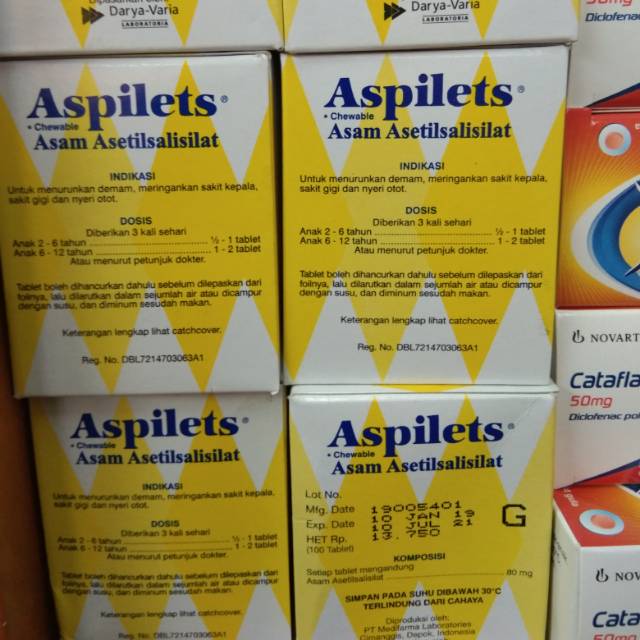 Darya-Varia
LABORATORIA
Darya-Varia
LABORATORIA
50mg
Diclofenac
Aspilets®
• Chewable
Asam Asetilsalisilat
INDIKASI
Untuk menurunkan demam, meringankan sakit kepala,
sakit gigi dan nyeri otot.
DOSIS
Diberikan 3 kali sehari
Anak 2 - 6 tahun ........ ½ - 1 tablet
Anak 6 - 12 tahun ........ 1 - 2 tablet
Atau menurut petunjuk dokter.
Tablet boleh dihancurkan dahulu sebelum dilepaskan dari
foilnya, lalu dilarutkan dalam sejumlah air atau dicampur
dengan susu, dan diminum sesudah makan.
Keterangan lengkap lihat catchcover.
Reg. No. DBL7214703063A1
Aspilets®
• Chewable
Asam Asetilsalisilat
INDIKASI
Untuk menurunkan demam, meringankan sakit kepala,
sakit gigi dan nyeri otot.
DOSIS
Diberikan 3 kali sehari
Anak 2 - 6 tahun ........ ½ - 1 tablet
Anak 6 - 12 tahun ........ 1 - 2 tablet
Atau menurut petunjuk dokter.
Tablet boleh dihancurkan dahulu sebelum dilepaskan dari
foilnya, lalu dilarutkan dalam sejumlah air atau dicampur
dengan susu, dan diminum sesudah makan.
Keterangan lengkap lihat catchcover.
Reg. No. DBL7214703063A1
NOVART
Catafla
50mg
Diclofenac po
Aspilets®
• Chewable
Asam Asetilsalisilat
INDIKASI
Untuk menurunkan demam, meringankan sakit kepala,
sakit gigi dan nyeri otot.
DOSIS
Diberikan 3 kali sehari
Anak 2 - 6 tahun ........ ½ - 1 tablet
Anak 6 - 12 tahun ........ 1 - 2 tablet
Atau menurut petunjuk dokter.
Tablet boleh dihancurkan dahulu sebelum dilepaskan dari
foilnya, lalu dilarutkan dalam sejumlah air atau dicampur
dengan susu, dan diminum sesudah makan.
Keterangan lengkap lihat catchcover.
Reg. No. DBL7214703063A1
Aspilets®
• Chewable
Asam Asetilsalisilat
Lot No. 19005401
Mfg. Date 10 JAN 19
Exp. Date 10 JUL 21
HET Rp. 13.750
G
(100 Tablet)
KOMPOSISI
Setiap tablet mengandung
Asam Asetilsalisilat ........ 80 mg
SIMPAN PADA SUHU DIBAWAH 30°C
TERLINDUNG DARI CAHAYA
Diproduksi oleh:
PT Medifarma Laboratories
Cimanggis, Depok, Indonesia
NOVA
Cata
50mg